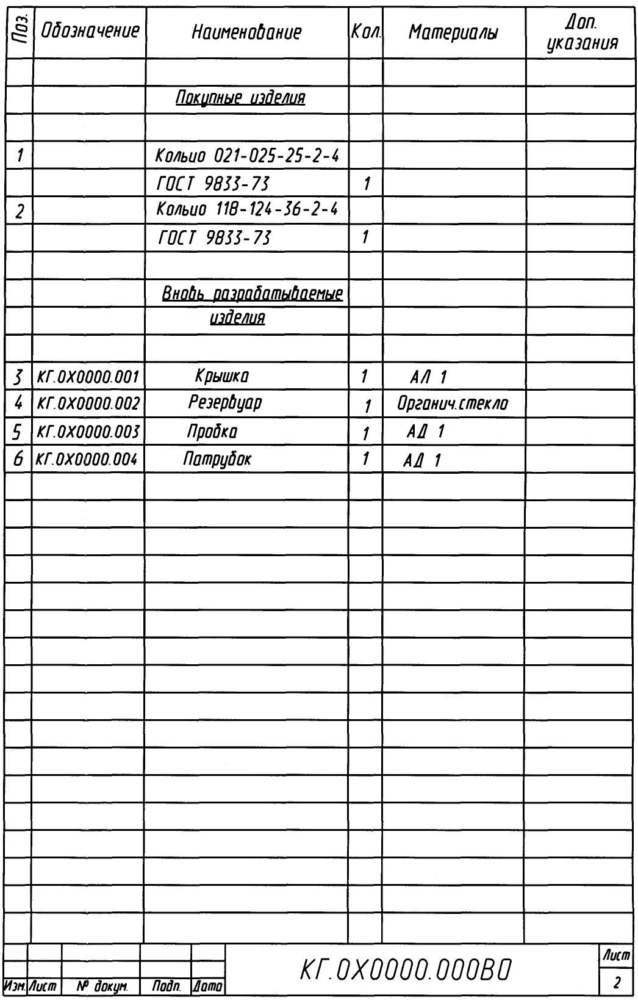 Поз. Обозначение Наименование Кол. Материалы Доп. указания
Покупные изделия
1 Кольцо 021-025-25-2-4
ГОСТ 9833-73 1
2 Кольцо 118-124-36-2-4
ГОСТ 9833-73 1
Вновь разрабатываемые
изделия
3 КГ.0Х0000.001 Крышка 1 АЛ 1
4 КГ.0Х0000.002 Резервуар 1 Органич.стекло
5 КГ.0Х0000.003 Пробка 1 АД 1
6 КГ.0Х0000.004 Патрубок 1 АД 1
КГ.0Х0000.000ВО
Лист
2
Изм. Лист № докум. Подп. Дата